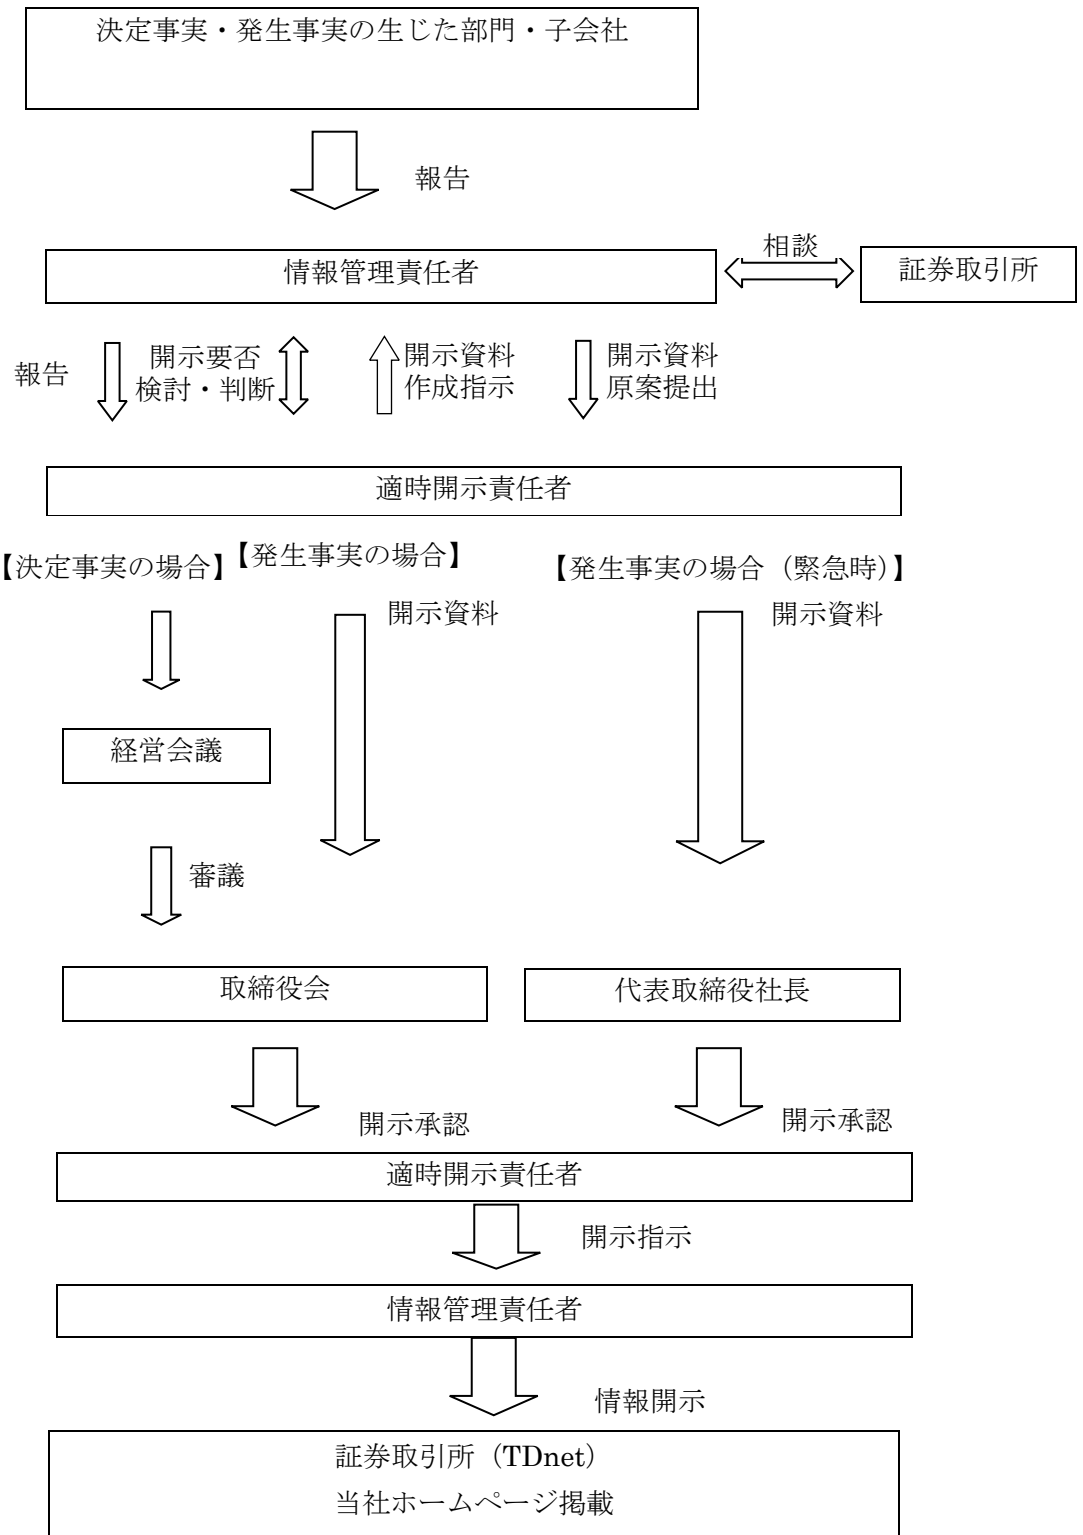 決定事実・発生事実の生じた部門・子会社
報告
情報管理責任者
相談
証券取引所
報告
開示要否
検討・判断
開示資料
作成指示
開示資料
原案提出
適時開示責任者
【決定事実の場合】
【発生事実の場合】
【発生事実の場合（緊急時）】
開示資料
開示資料
経営会議
審議
取締役会
代表取締役社長
開示承認
開示承認
適時開示責任者
開示指示
情報管理責任者
情報開示
証券取引所（TDnet）
当社ホームページ掲載